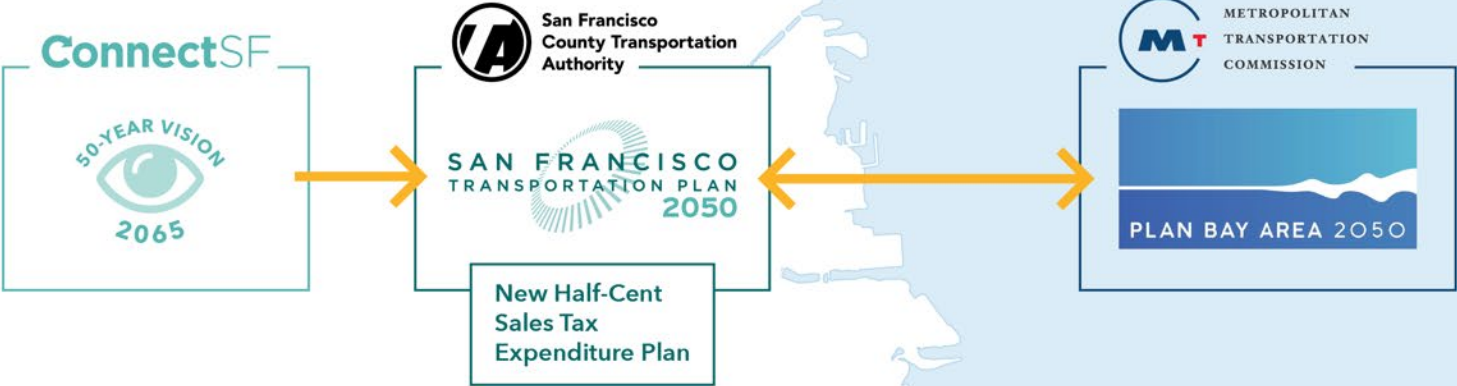 ConnectSF
50-YEAR VISION
2065
San Francisco
County Transportation
Authority
SAN FRANCISCO
TRANSPORTATION PLAN
2050
New Half-Cent
Sales Tax
Expenditure Plan
MT
METROPOLITAN
TRANSPORTATION
COMMISSION
PLAN BAY AREA 2050